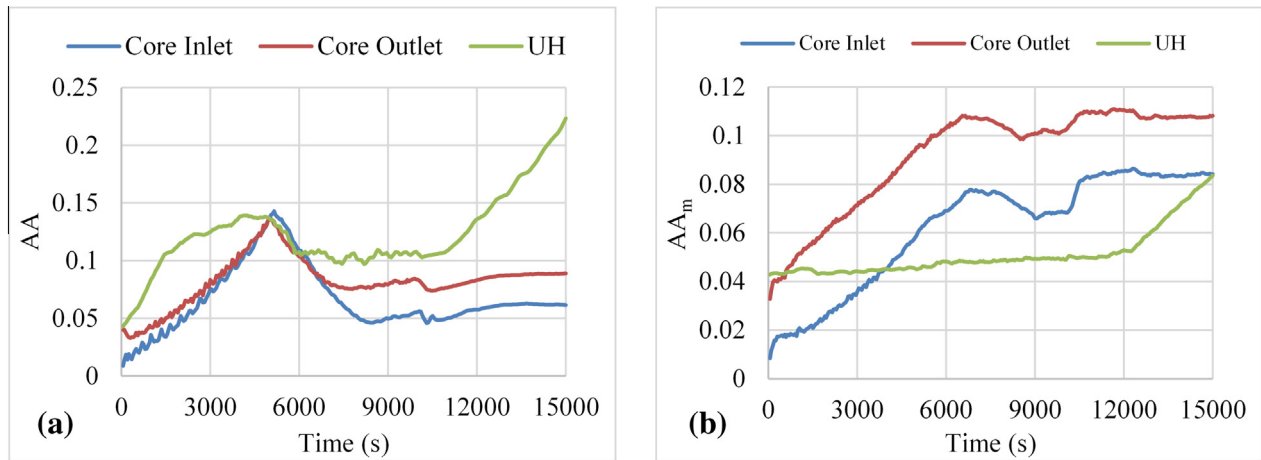 Core Inlet Core Outlet UH
0.25
0.2
0.15
0.1
0.05
0
AA
0 3000 6000 9000 12000 15000
Time (s)
(a)
Core Inlet Core Outlet UH
0.12
0.1
0.08
0.06
0.04
0.02
0
AAm
0 3000 6000 9000 12000 15000
Time (s)
(b)